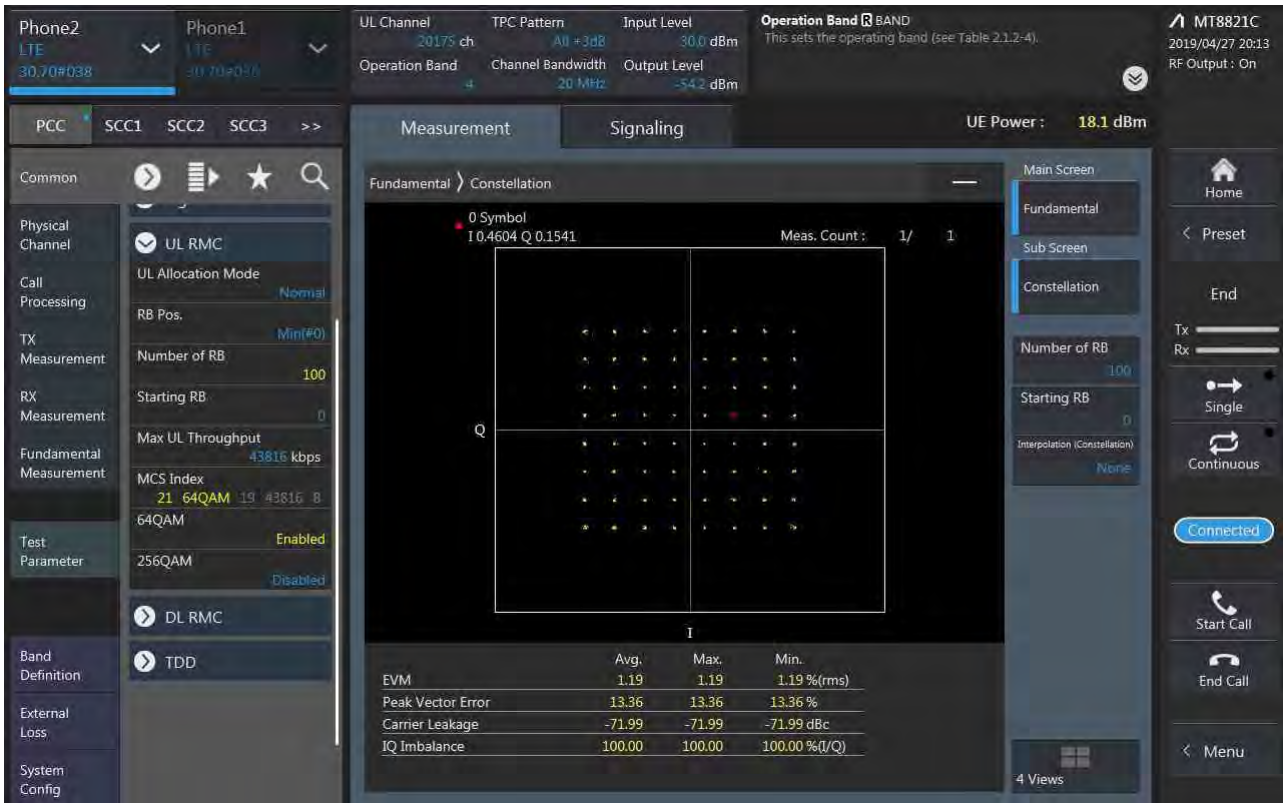 Phone2
LTE
30.70#038
Phone1
LTE
UL Channel
20175 ch
TPC Pattern
All +3dB
Input Level
30.0 dBm
Operation Band
4
Channel Bandwidth
20 MHz
Output Level
-54.2 dBm
Operation Band R BAND
This sets the operating band (see Table 2.1.2-4).
MT8821C
2019/04/27 20:13
RF Output : On
PCC SCC1 SCC2 SCC3 >>
Measurement
Signaling
UE Power : 18.1 dBm
Common
Physical
Channel
Call
Processing
TX
Measurement
RX
Measurement
Fundamental
Measurement
Test
Parameter
Band
Definition
External
Loss
System
Config
UL RMC
UL Allocation Mode
Normal
RB Pos.
Min(#0)
Number of RB
100
Starting RB
0
Max UL Throughput
43816 kbps
MCS Index
21 64QAM 19 43816 8
64QAM
Enabled
256QAM
Disabled
DL RMC
TDD
Fundamental ⟩ Constellation
0 Symbol
I 0.4604 Q 0.1541
Meas. Count : 1/ 1
Q
I
Avg. Max. Min.
EVM 1.19 1.19 1.19 %(rms)
Peak Vector Error 13.36 13.36 13.36 %
Carrier Leakage -71.99 -71.99 -71.99 dBc
IQ Imbalance 100.00 100.00 100.00 %(I/Q)
Main Screen
Fundamental
Sub Screen
Constellation
Number of RB
100
Starting RB
0
Interpolation (Constellation)
None
4 Views
Home
< Preset
End
Tx
Rx
Single
Continuous
Connected
Start Call
End Call
< Menu